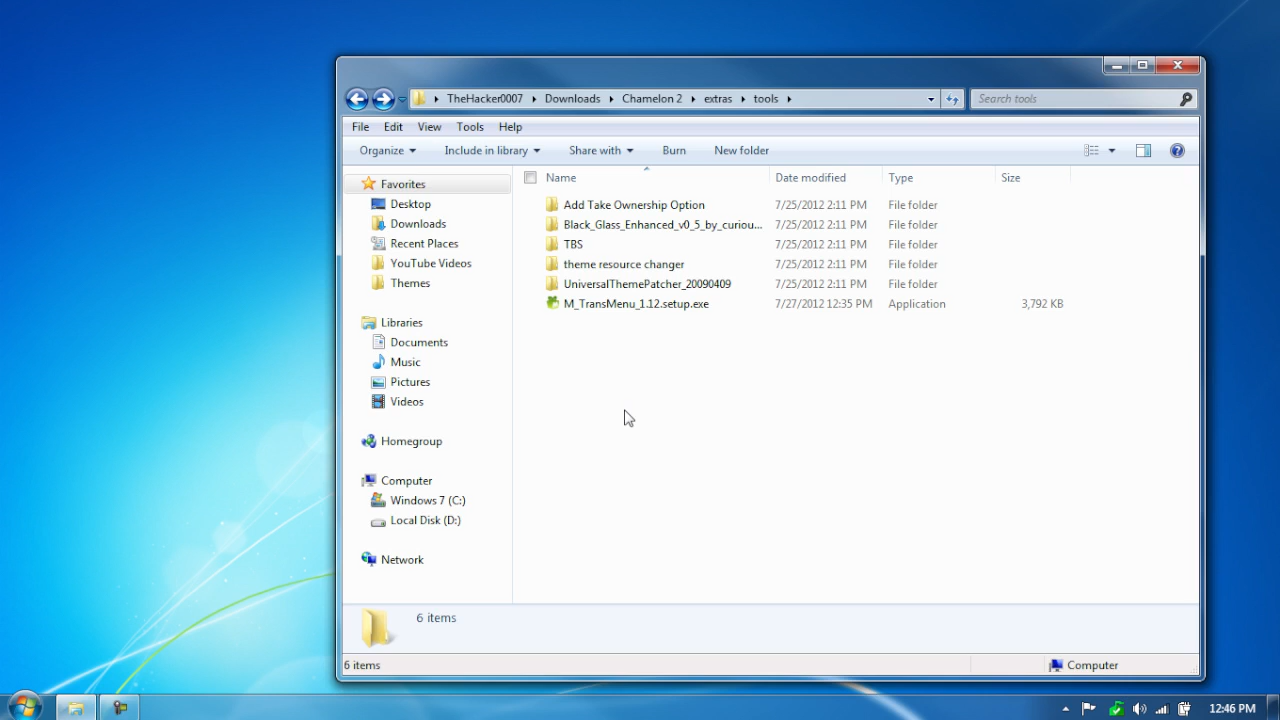 TheHacker0007 Downloads Chamelon 2 extras tools
Search tools
File Edit View Tools Help
Organize Include in library Share with Burn New folder
Name Date modified Type Size
Favorites
Desktop
Downloads
Recent Places
YouTube Videos
Themes
Libraries
Documents
Music
Pictures
Videos
Homegroup
Computer
Windows 7 (C:)
Local Disk (D:)
Network
Add Take Ownership Option 7/25/2012 2:11 PM File folder
Black_Glass_Enhanced_v0_5_by_curiou... 7/25/2012 2:11 PM File folder
TBS 7/25/2012 2:11 PM File folder
theme resource changer 7/25/2012 2:11 PM File folder
UniversalThemePatcher_20090409 7/25/2012 2:11 PM File folder
M_TransMenu_1.12.setup.exe 7/27/2012 12:35 PM Application 3,792 KB
6 items
6 items Computer
12:46 PM